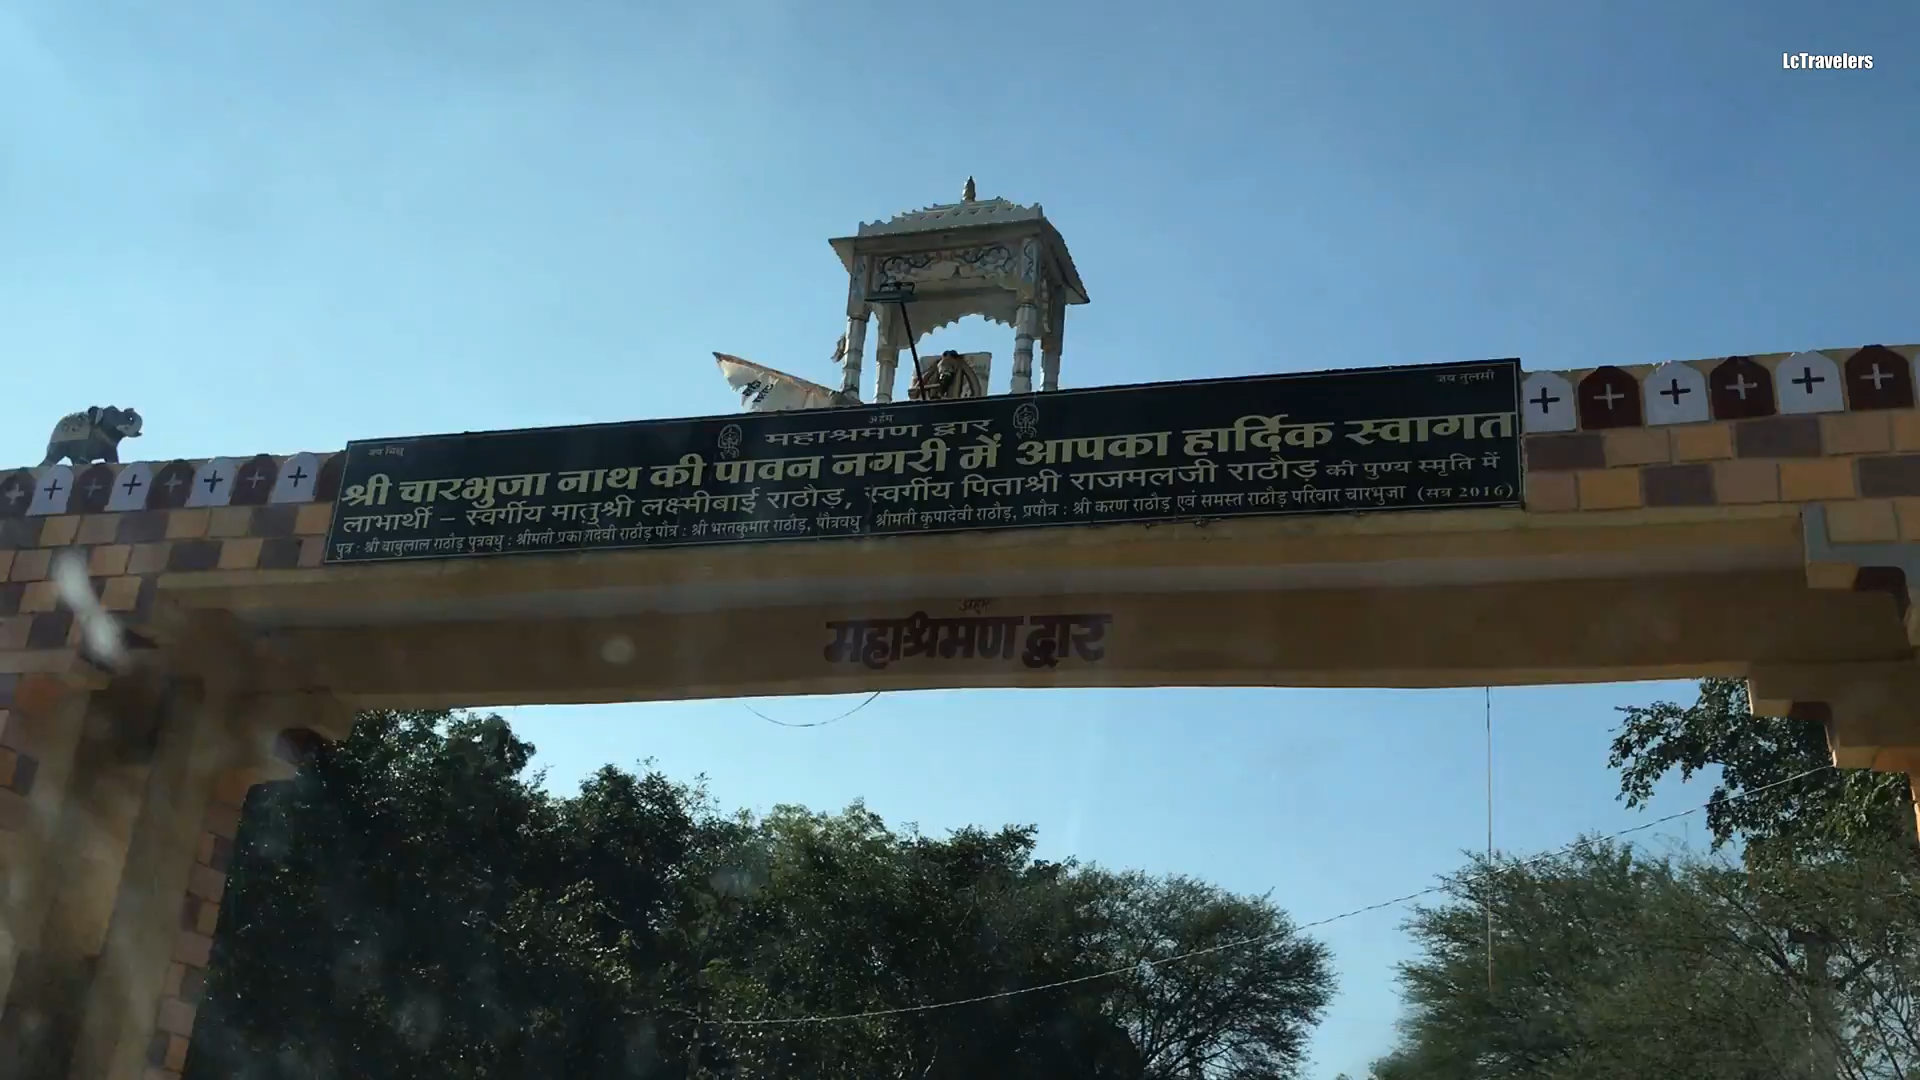 LcTravelers
जय भिक्षु
जय तुलसी
अर्हम्
महाश्रमण द्वार
श्री चारभुजा नाथ की पावन नगरी में आपका हार्दिक स्वागत
लाभार्थी – स्वर्गीय मातुश्री लक्ष्मीबाई राठौड़, स्वर्गीय पिताश्री राजमलजी राठौड़ की पुण्य स्मृति में
पुत्र : श्री बाबुलाल राठौड़ पुत्रवधु : श्रीमती प्रका देवी राठौड़ पौत्र : श्री भरतकुमार राठौड़, पौत्रवधु श्रीमती कृपादेवी राठौड़, प्रपौत्र : श्री करण राठौड़ एवं समस्त राठौड़ परिवार चारभुजा (सत्र 2016)
अर्हम्
महाश्रमण द्वार